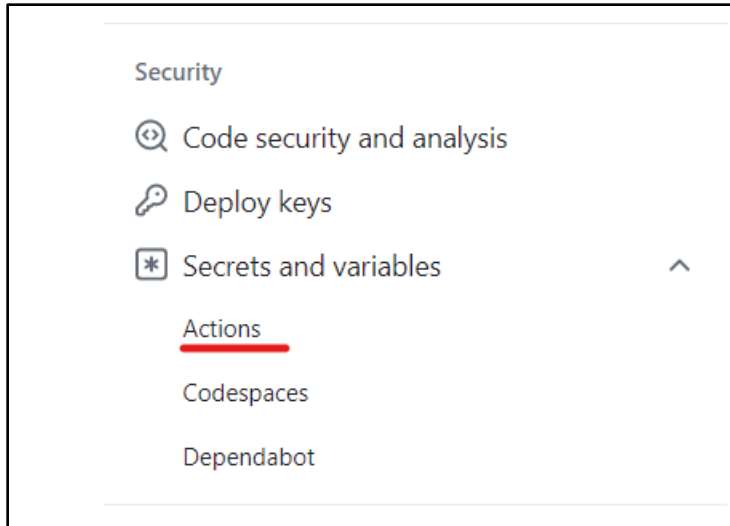 Security
Code security and analysis
Deploy keys
Secrets and variables
Actions
Codespaces
Dependabot